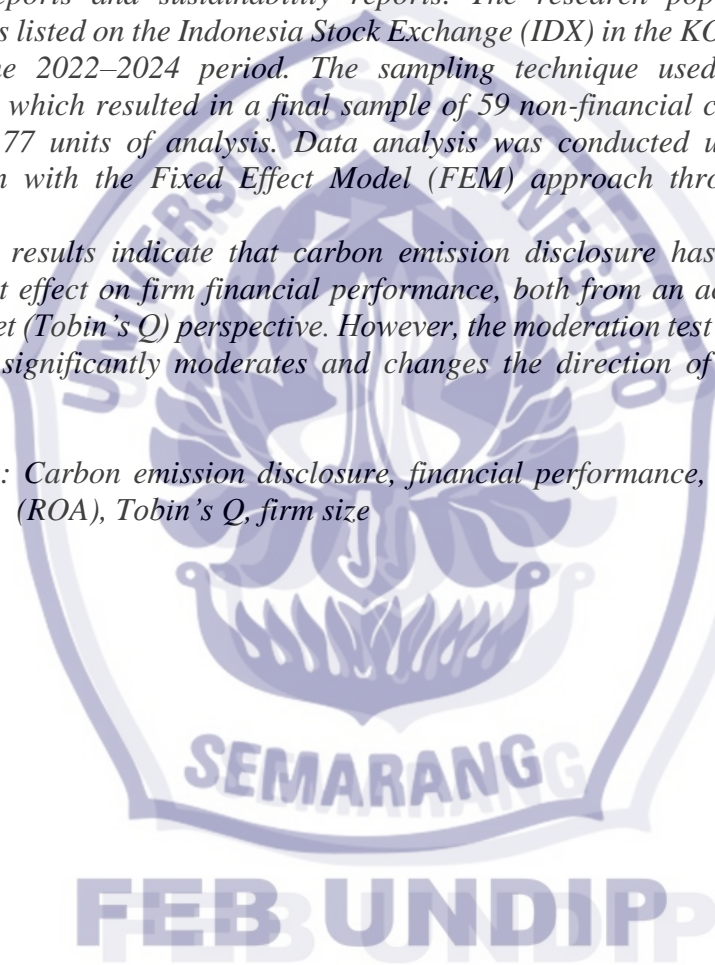 eports and sustainability reports. The research pop
s listed on the Indonesia Stock Exchange (IDX) in the KO
ne 2022–2024 period. The sampling technique used
which resulted in a final sample of 59 non-financial c
77 units of analysis. Data analysis was conducted u
n with the Fixed Effect Model (FEM) approach thro
results indicate that carbon emission disclosure has
t effect on firm financial performance, both from an a
et (Tobin’s Q) perspective. However, the moderation test
significantly moderates and changes the direction of
: Carbon emission disclosure, financial performance,
(ROA), Tobin’s Q, firm size
UNIVERSITAS DIPONEGORO
SEMARANG
FEB UNDIP